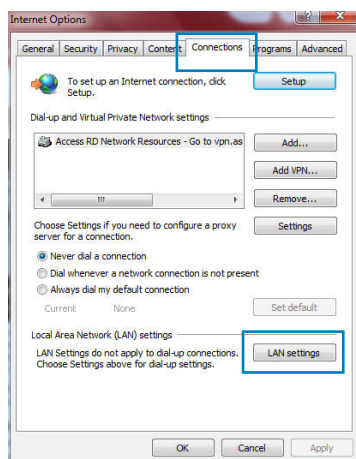 Internet Options
General Security Privacy Content Connections Programs Advanced
To set up an Internet connection, click
Setup.
Setup
Dial-up and Virtual Private Network settings
Access RD Network Resources - Go to vpn.as
Add...
Add VPN...
Remove...
Choose Settings if you need to configure a proxy
server for a connection.
Settings
Never dial a connection
Dial whenever a network connection is not present
Always dial my default connection
Current None
Set default
Local Area Network (LAN) settings
LAN Settings do not apply to dial-up connections.
Choose Settings above for dial-up settings.
LAN settings
OK Cancel Apply